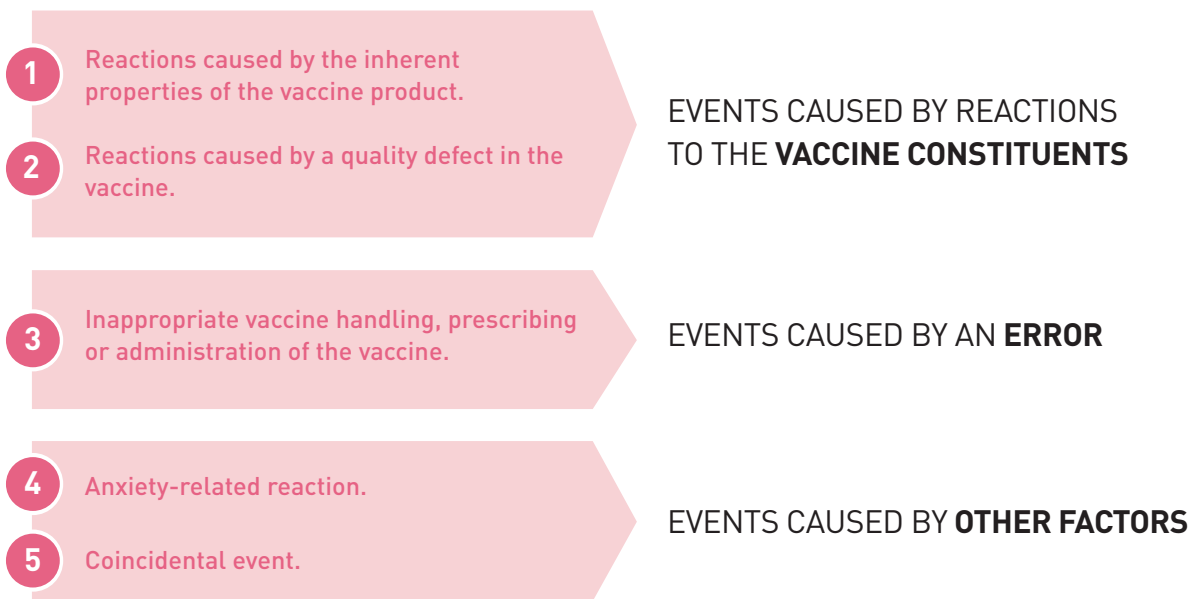 1
Reactions caused by the inherent
properties of the vaccine product.
2
Reactions caused by a quality defect in the
vaccine.
EVENTS CAUSED BY REACTIONS
TO THE VACCINE CONSTITUENTS
3
Inappropriate vaccine handling, prescribing
or administration of the vaccine.
EVENTS CAUSED BY AN ERROR
4
Anxiety-related reaction.
5
Coincidental event.
EVENTS CAUSED BY OTHER FACTORS